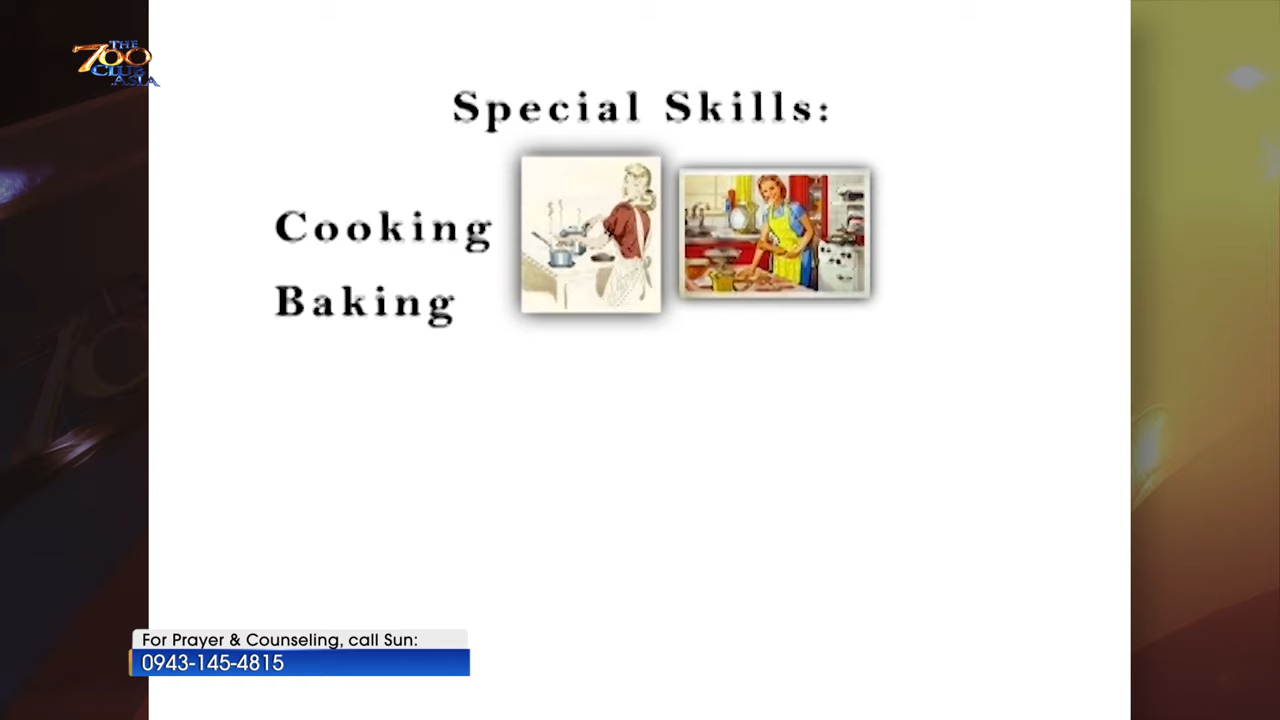 THE
700
CLUB
ASIA
Special Skills:
Cooking
Baking
For Prayer & Counseling, call Sun:
0943-145-4815